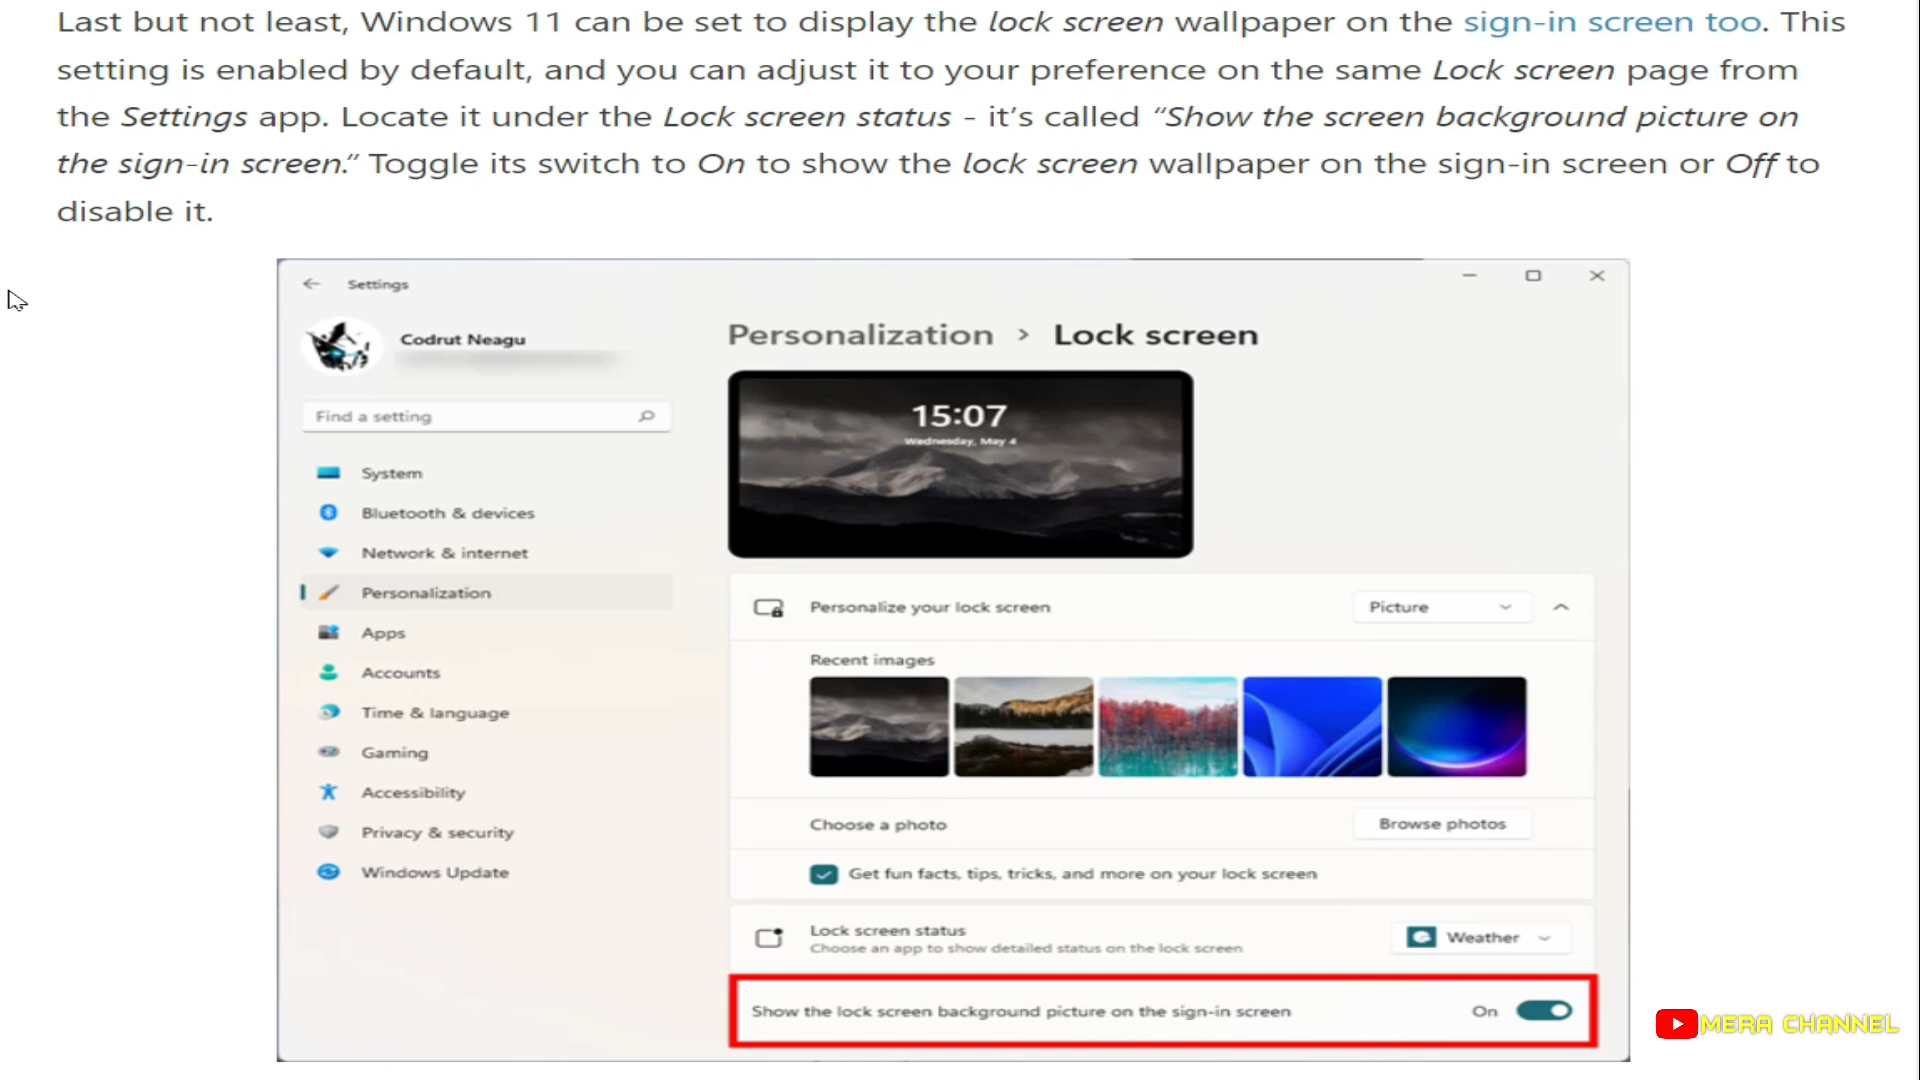 Last but not least, Windows 11 can be set to display the lock screen wallpaper on the sign-in screen too. This
setting is enabled by default, and you can adjust it to your preference on the same Lock screen page from
the Settings app. Locate it under the Lock screen status - it's called “Show the screen background picture on
the sign-in screen.” Toggle its switch to On to show the lock screen wallpaper on the sign-in screen or Off to
disable it.
Settings
Codrut Neagu
Find a setting
System
Bluetooth & devices
Network & internet
Personalization
Apps
Accounts
Time & language
Gaming
Accessibility
Privacy & security
Windows Update
Personalization > Lock screen
15:07
Wednesday, May 4
Personalize your lock screen
Picture
Recent images
Choose a photo
Browse photos
Get fun facts, tips, tricks, and more on your lock screen
Lock screen status
Choose an app to show detailed status on the lock screen
Weather
Show the lock screen background picture on the sign-in screen
On
MERA CHANNEL